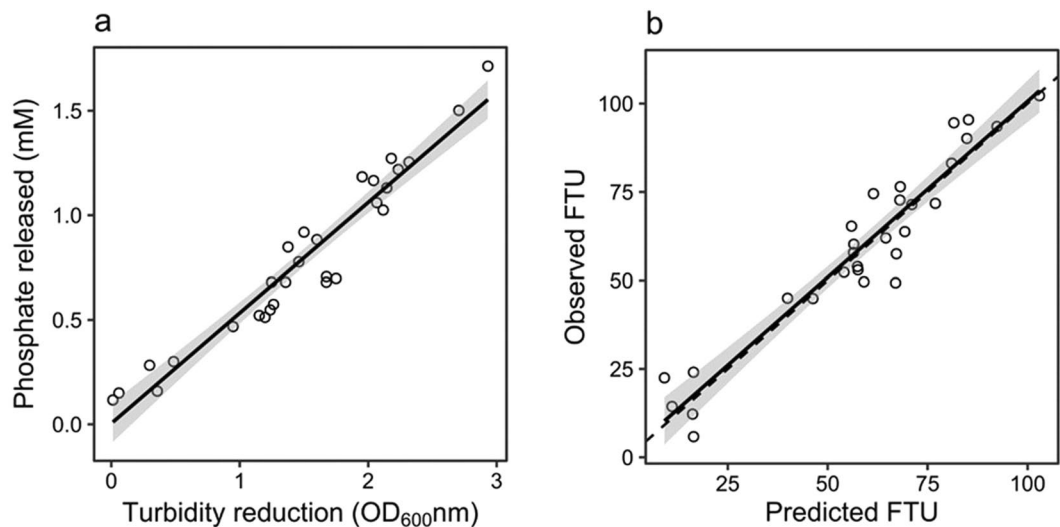 a
Phosphate released (mM)
1.5
1.0
0.5
0.0
0
1
2
3
Turbidity reduction (OD600nm)
b
Observed FTU
100
75
50
25
0
25
50
75
100
Predicted FTU